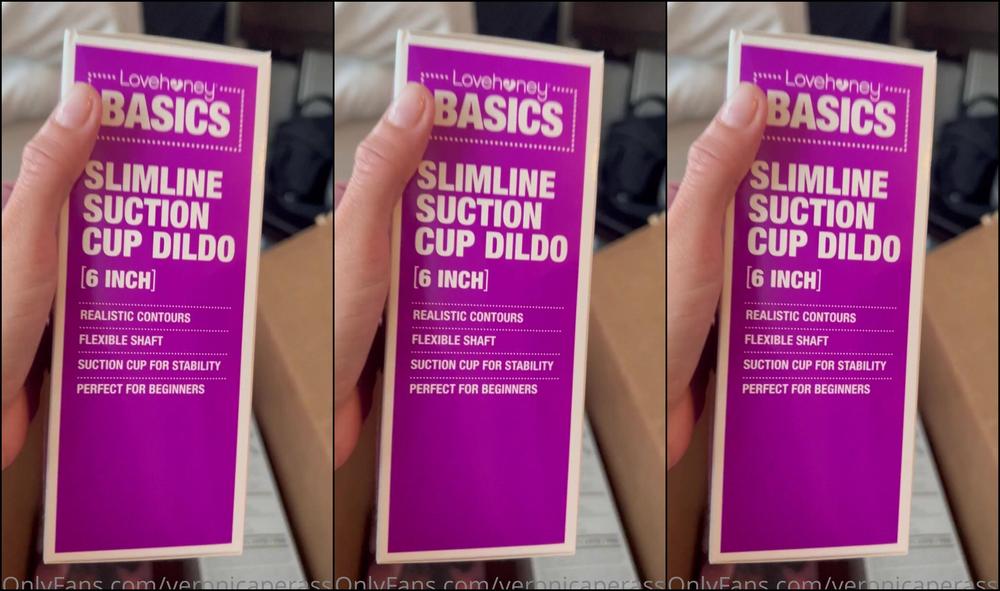 Lovehoney
BASICS
SLIMLINE
SUCTION
CUP DILDO
[6 INCH]
REALISTIC CONTOURS
FLEXIBLE SHAFT
SUCTION CUP FOR STABILITY
PERFECT FOR BEGINNERS
Lovehoney
BASICS
SLIMLINE
SUCTION
CUP DILDO
[6 INCH]
REALISTIC CONTOURS
FLEXIBLE SHAFT
SUCTION CUP FOR STABILITY
PERFECT FOR BEGINNERS
Lovehoney
BASICS
SLIMLINE
SUCTION
CUP DILDO
[6 INCH]
REALISTIC CONTOURS
FLEXIBLE SHAFT
SUCTION CUP FOR STABILITY
PERFECT FOR BEGINNERS
OnlyFans.com/veronicaperass
OnlyFans.com/veronicaperass
OnlyFans.com/veronicaperass